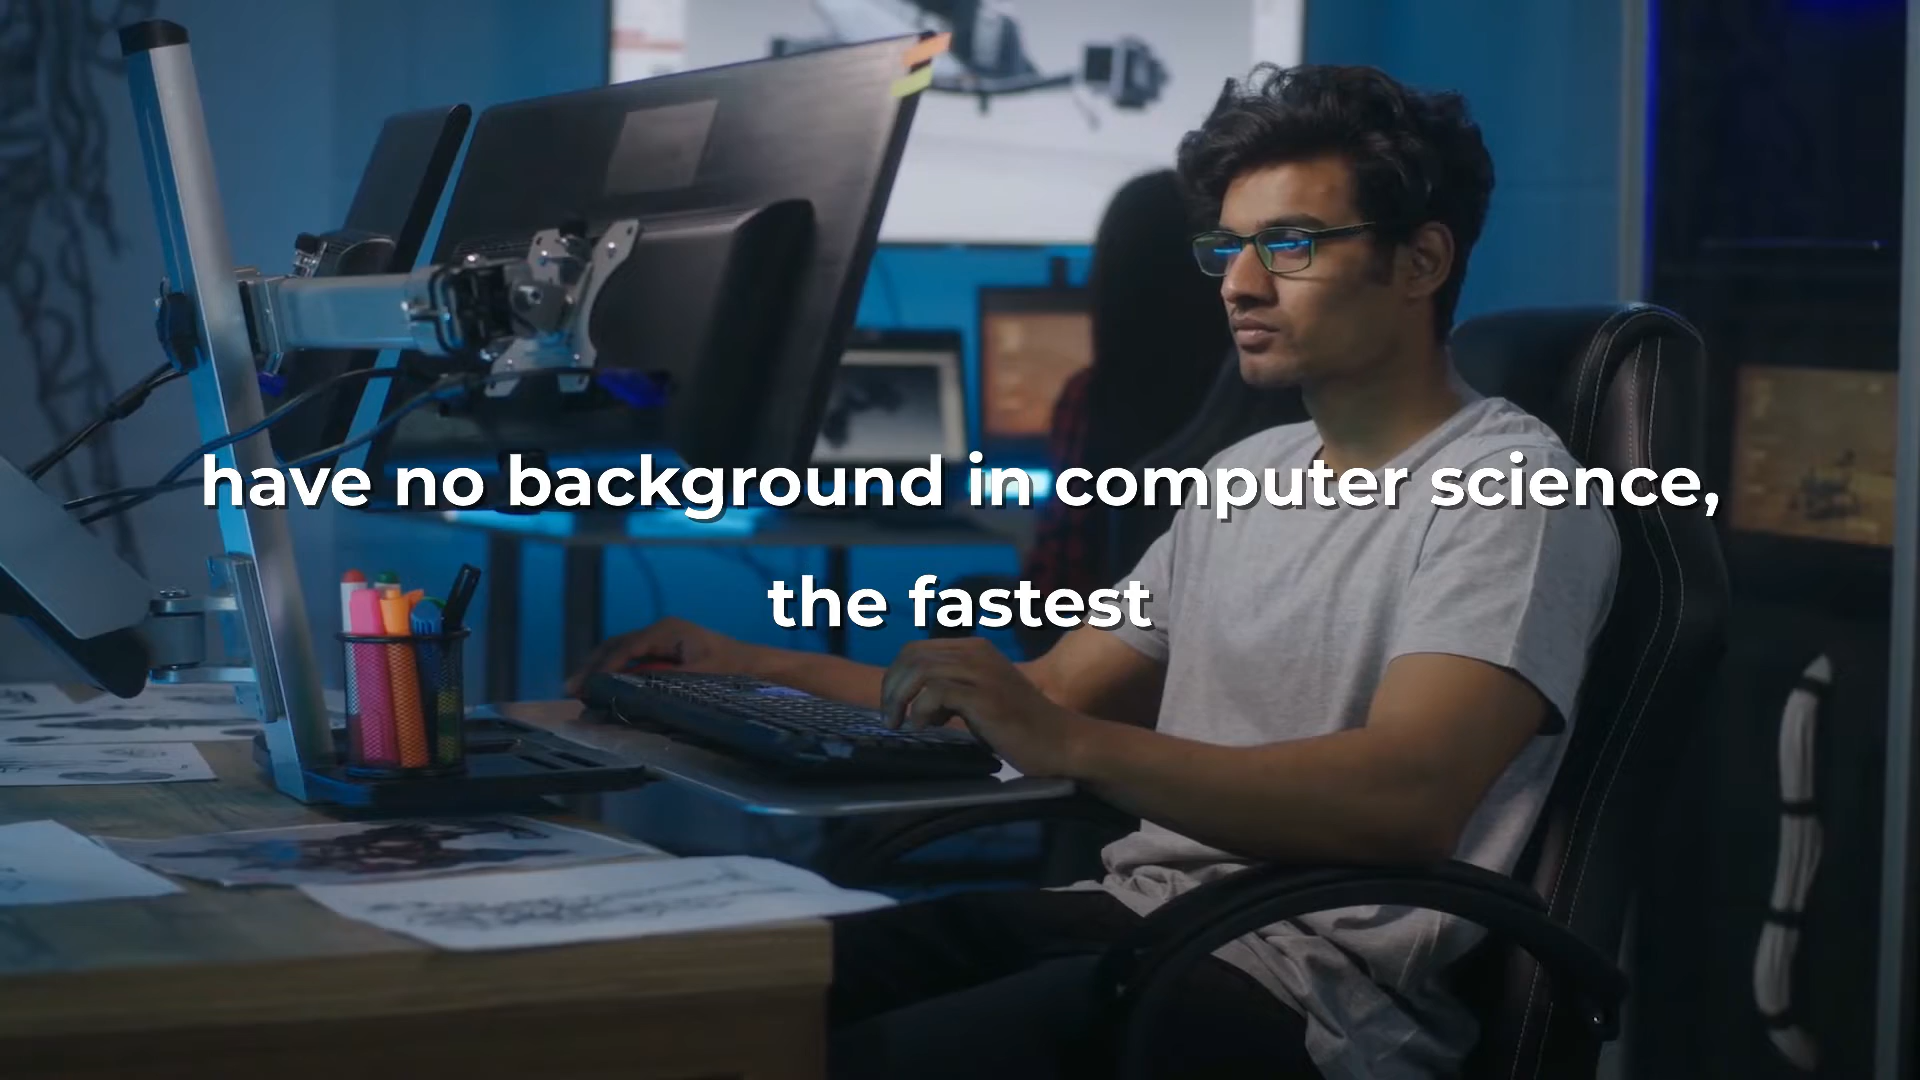 have no background in computer science,
the fastest